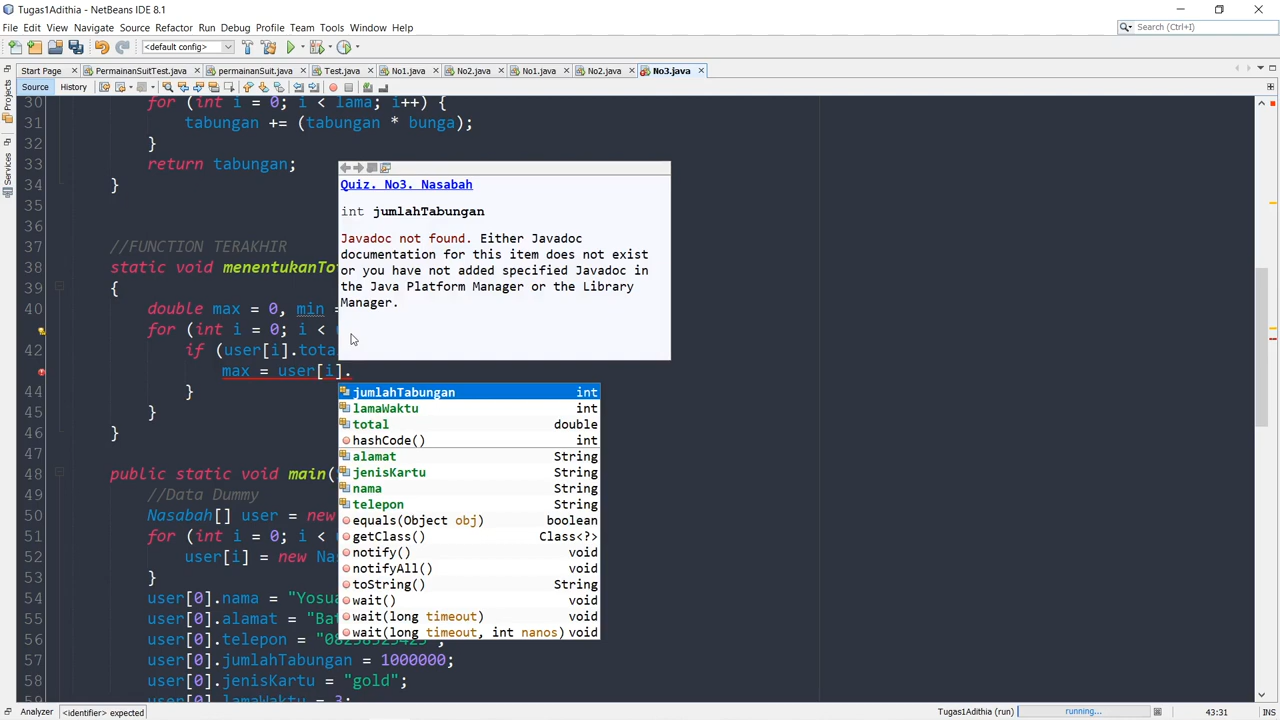 Tugas1Adithia - NetBeans IDE 8.1
File Edit View Navigate Source Refactor Run Debug Profile Team Tools Window Help
Search (Ctrl+I)
<default config>
Start Page PermainanSuitTest.java permainanSuit.java Test.java No1.java No2.java No1.java No2.java No3.java
Source History
Projects
Services
30 for (int i = 0; i < lama; i++) {
31 tabungan += (tabungan * bunga);
32 }
33 return tabungan;
34 }
35
36
37 //FUNCTION TERAKHIR
38 static void menentukanTo
39 {
40 double max = 0, min =
41 for (int i = 0; i <
42 if (user[i].tota
max = user[i].
44 }
45 }
46 }
47
48 public static void main(
49 //Data Dummy
50 Nasabah[] user = new
51 for (int i = 0; i <
52 user[i] = new Nas
53 }
54 user[0].nama = "Yosua
55 user[0].alamat = "Ba
56 user[0].telepon =
57 user[0].jumlahTabungan = 1000000;
58 user[0].jenisKartu = "gold";
59 user[0].lamaWaktu = 3;
Quiz. No3. Nasabah
int jumlahTabungan
Javadoc not found. Either Javadoc
documentation for this item does not exist
or you have not added specified Javadoc in
the Java Platform Manager or the Library
Manager.
jumlahTabungan int
lamaWaktu int
total double
hashCode() int
alamat String
jenisKartu String
nama String
telepon String
equals(Object obj) boolean
getClass() Class<?>
notify() void
notifyAll() void
toString() String
wait() void
wait(long timeout) void
wait(long timeout, int nanos) void
Analyzer <identifier> expected Tugas1Adithia (run) running... 43:31 INS